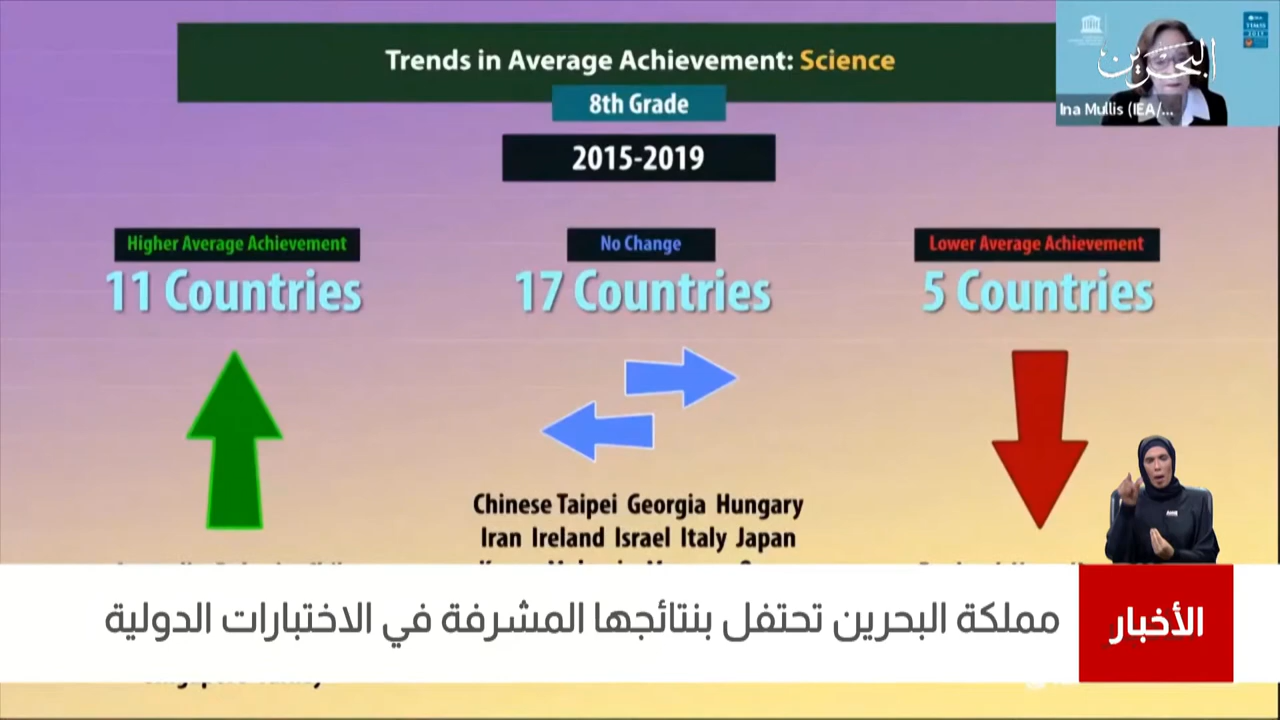 Trends in Average Achievement: Science
8th Grade
2015-2019
البحرين
Ina Mullis (IEA/...
Higher Average Achievement
11 Countries
No Change
17 Countries
Lower Average Achievement
5 Countries
Chinese Taipei Georgia Hungary
Iran Ireland Israel Italy Japan
الأخبار
مملكة البحرين تحتفل بنتائجها المشرفة في الاختبارات الدولية